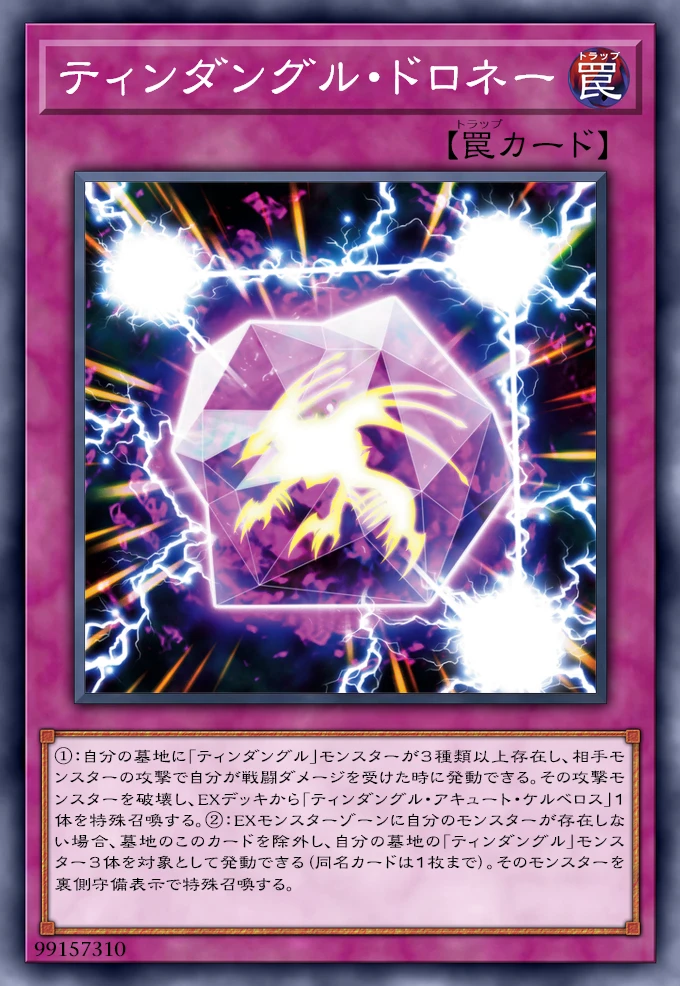 ティンダングル・ドロネー
トラップ
罠
トラップ
【罠カード】
①:自分の墓地に「ティンダングル」モンスターが3種類以上存在し、相手モ
ンスターの攻撃で自分が戦闘ダメージを受けた時に発動できる。その攻撃モ
ンスターを破壊し、EXデッキから「ティンダングル・アキュート・ケルベロス」1
体を特殊召喚する。②:EXモンスターゾーンに自分のモンスターが存在しな
い場合、墓地のこのカードを除外し、自分の墓地の「ティンダングル」モンス
ター3体を対象として発動できる(同名カードは1枚まで)。そのモンスターを
裏側守備表示で特殊召喚する。
99157310